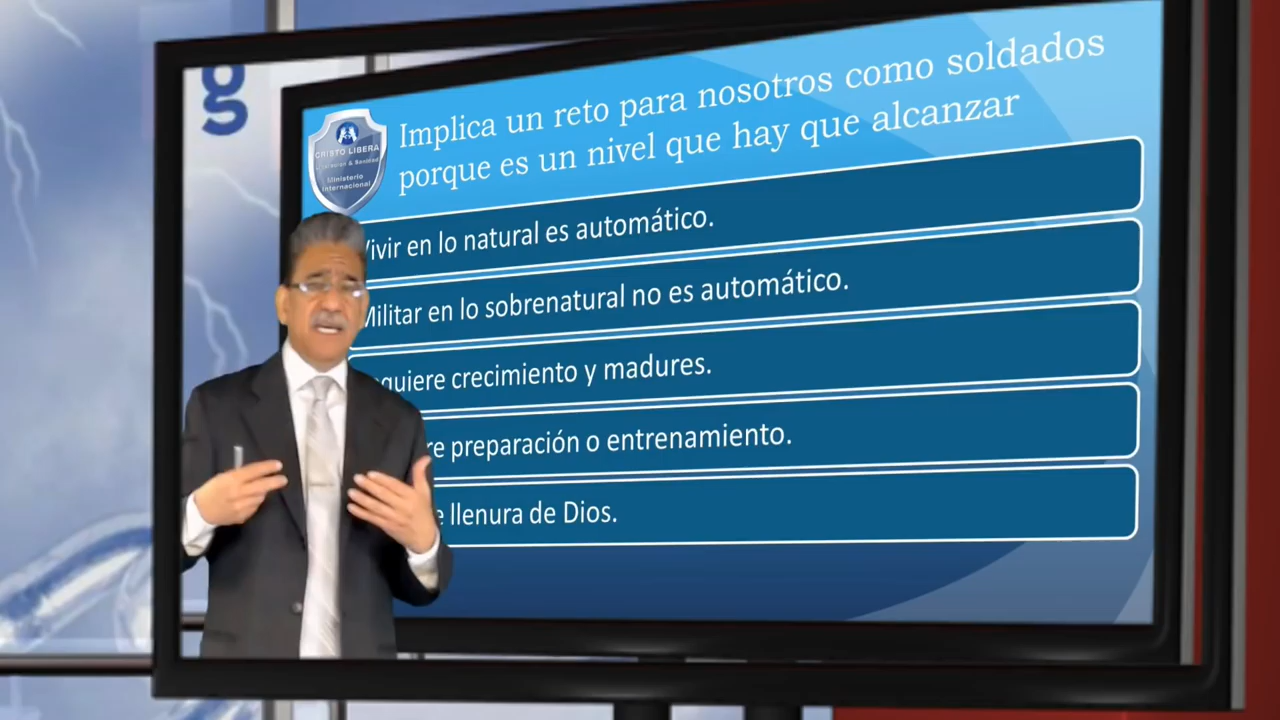 g
Implica un reto para nosotros como soldados
porque es un nivel que hay que alcanzar
CRISTO LIBERA
Ministerio
Internacional
ivir en lo natural es automático.
Militar en lo sobrenatural no es automático.
quiere crecimiento y madures.
re preparación o entrenamiento.
e llenura de Dios.